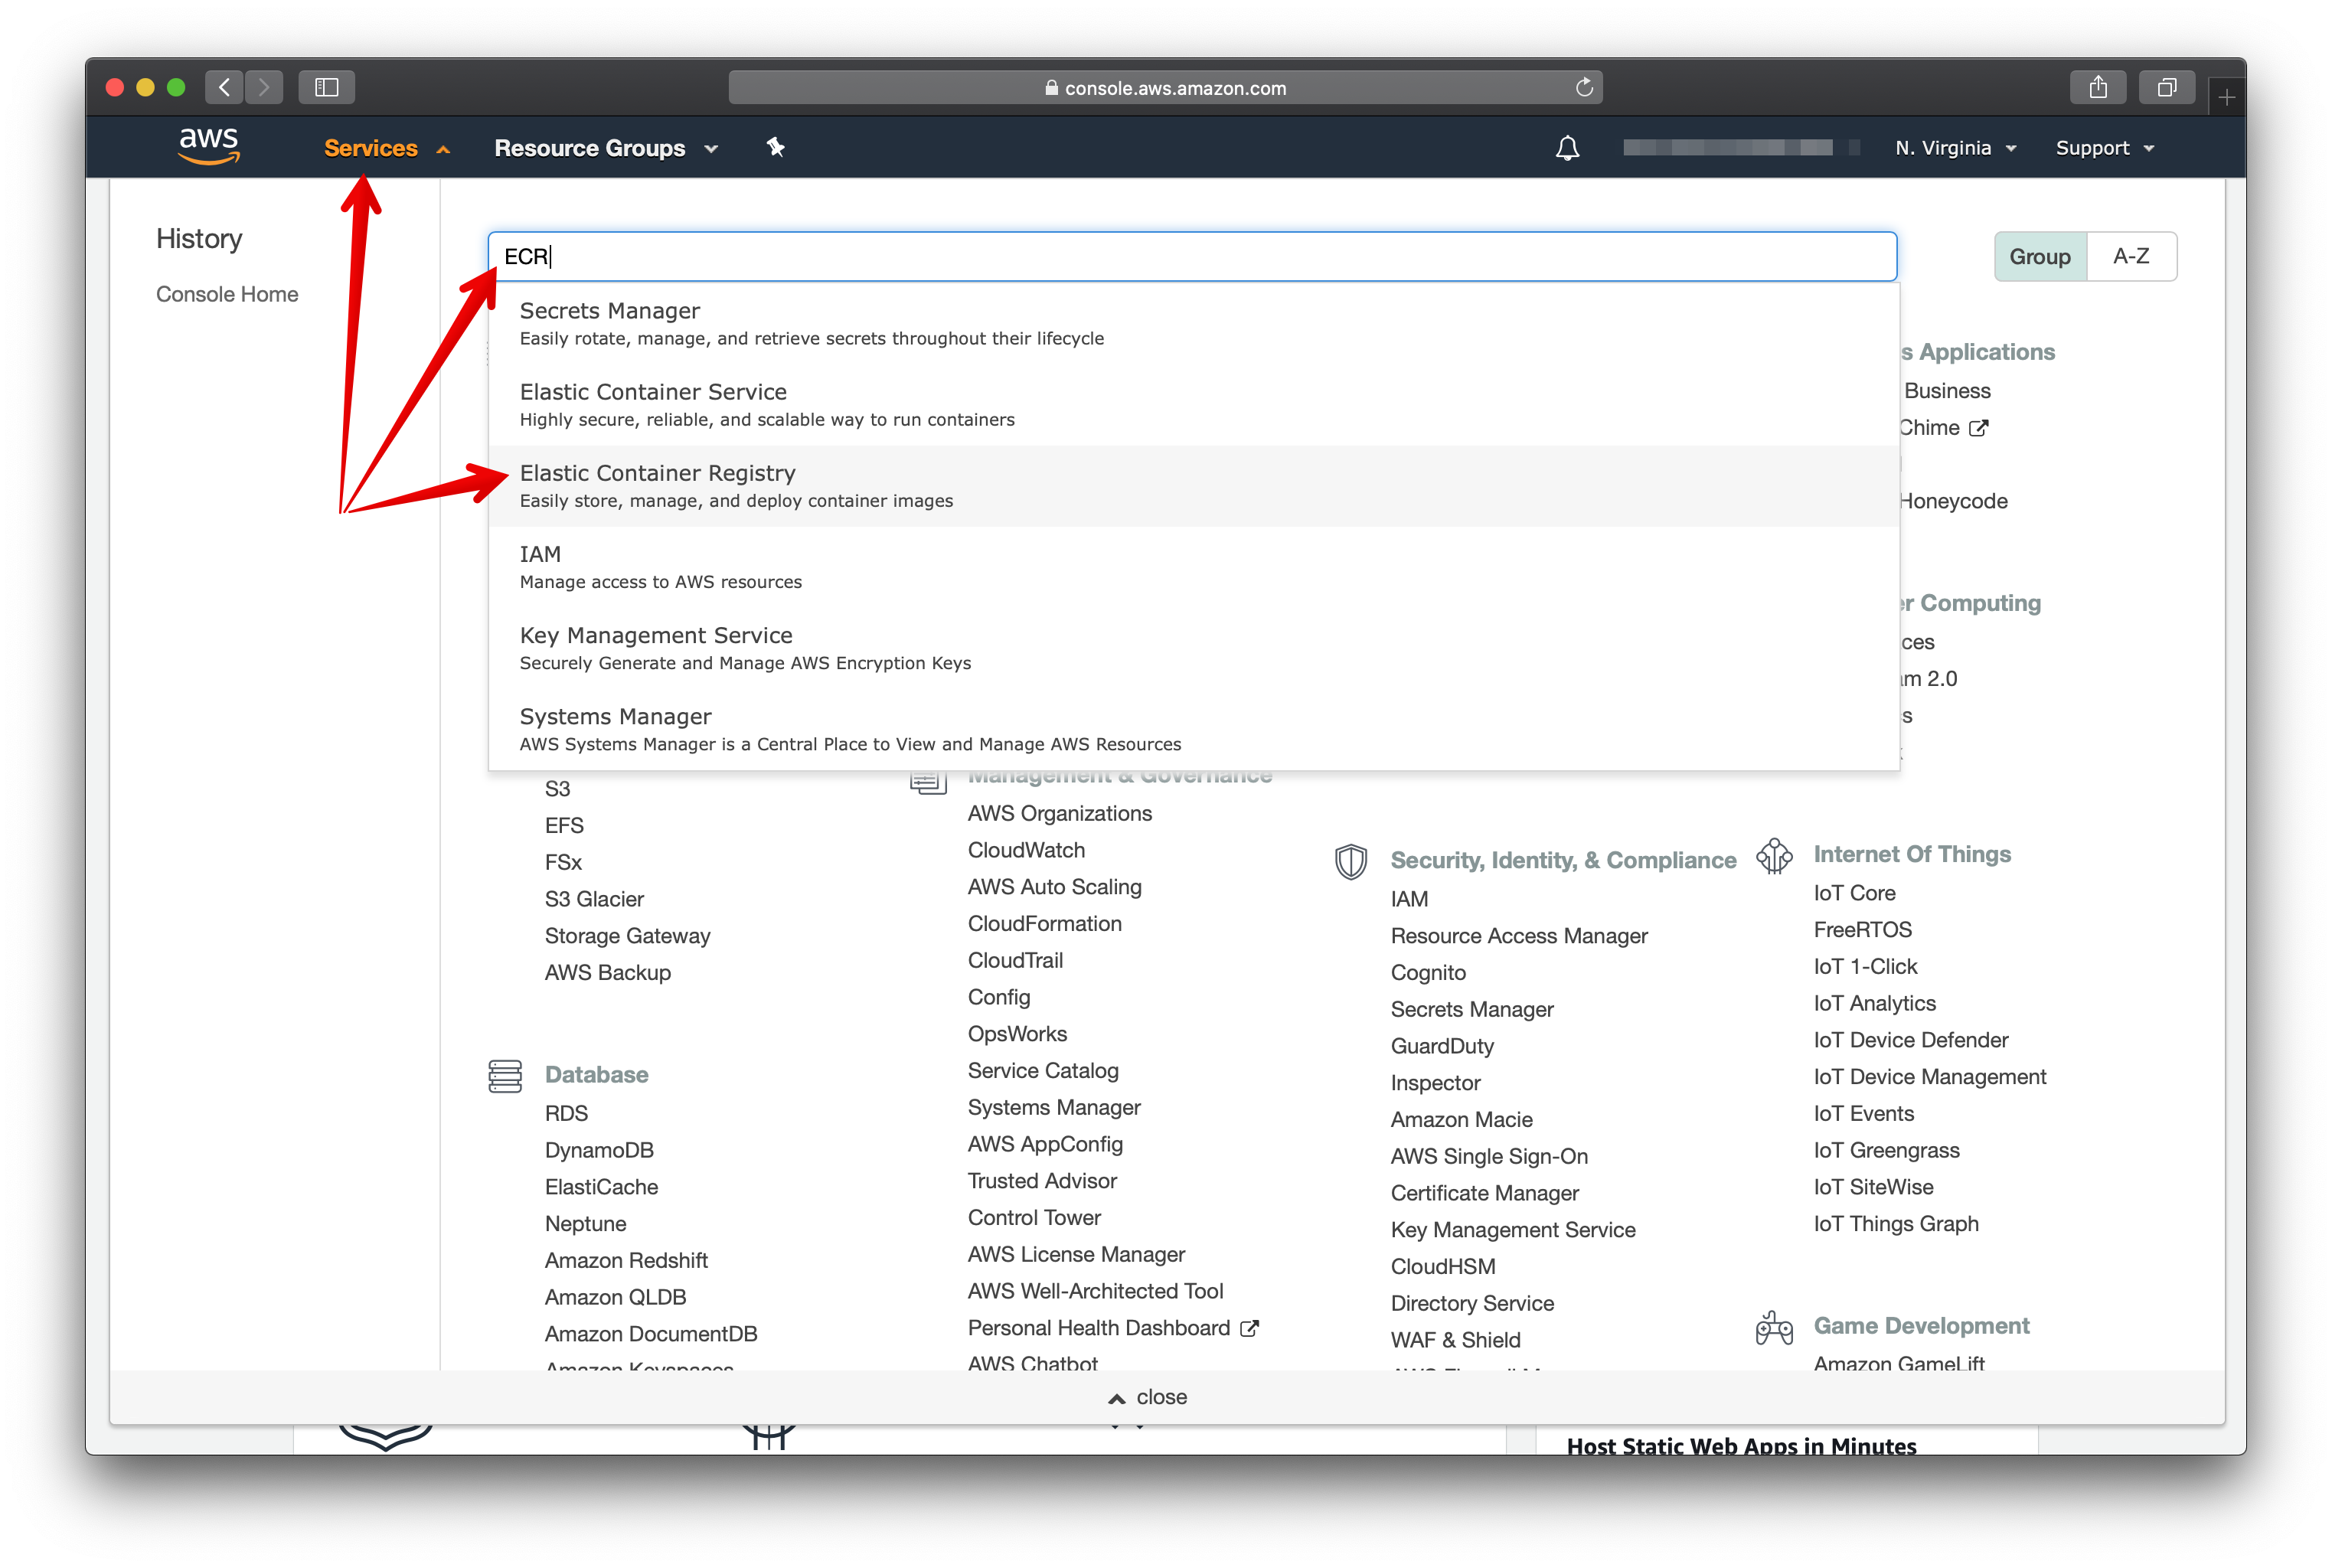 console.aws.amazon.com
aws
Services
Resource Groups
N. Virginia
Support
History
Console Home
ECR
Group
A-Z
Secrets Manager
Easily rotate, manage, and retrieve secrets throughout their lifecycle
Elastic Container Service
Highly secure, reliable, and scalable way to run containers
Elastic Container Registry
Easily store, manage, and deploy container images
IAM
Manage access to AWS resources
Key Management Service
Securely Generate and Manage AWS Encryption Keys
Systems Manager
AWS Systems Manager is a Central Place to View and Manage AWS Resources
s Applications
Business
Chime
Honeycode
er Computing
ces
am 2.0
s
S3
EFS
FSx
S3 Glacier
Storage Gateway
AWS Backup
Database
RDS
DynamoDB
ElastiCache
Neptune
Amazon Redshift
Amazon QLDB
Amazon DocumentDB
Amazon Keyspaces
Management & Governance
AWS Organizations
CloudWatch
AWS Auto Scaling
CloudFormation
CloudTrail
Config
OpsWorks
Service Catalog
Systems Manager
AWS AppConfig
Trusted Advisor
Control Tower
AWS License Manager
AWS Well-Architected Tool
Personal Health Dashboard
AWS Chatbot
Security, Identity, & Compliance
IAM
Resource Access Manager
Cognito
Secrets Manager
GuardDuty
Inspector
Amazon Macie
AWS Single Sign-On
Certificate Manager
Key Management Service
CloudHSM
Directory Service
WAF & Shield
Internet Of Things
IoT Core
FreeRTOS
IoT 1-Click
IoT Analytics
IoT Device Defender
IoT Device Management
IoT Events
IoT Greengrass
IoT SiteWise
IoT Things Graph
Game Development
Amazon GameLift
close
Host Static Web Apps in Minutes